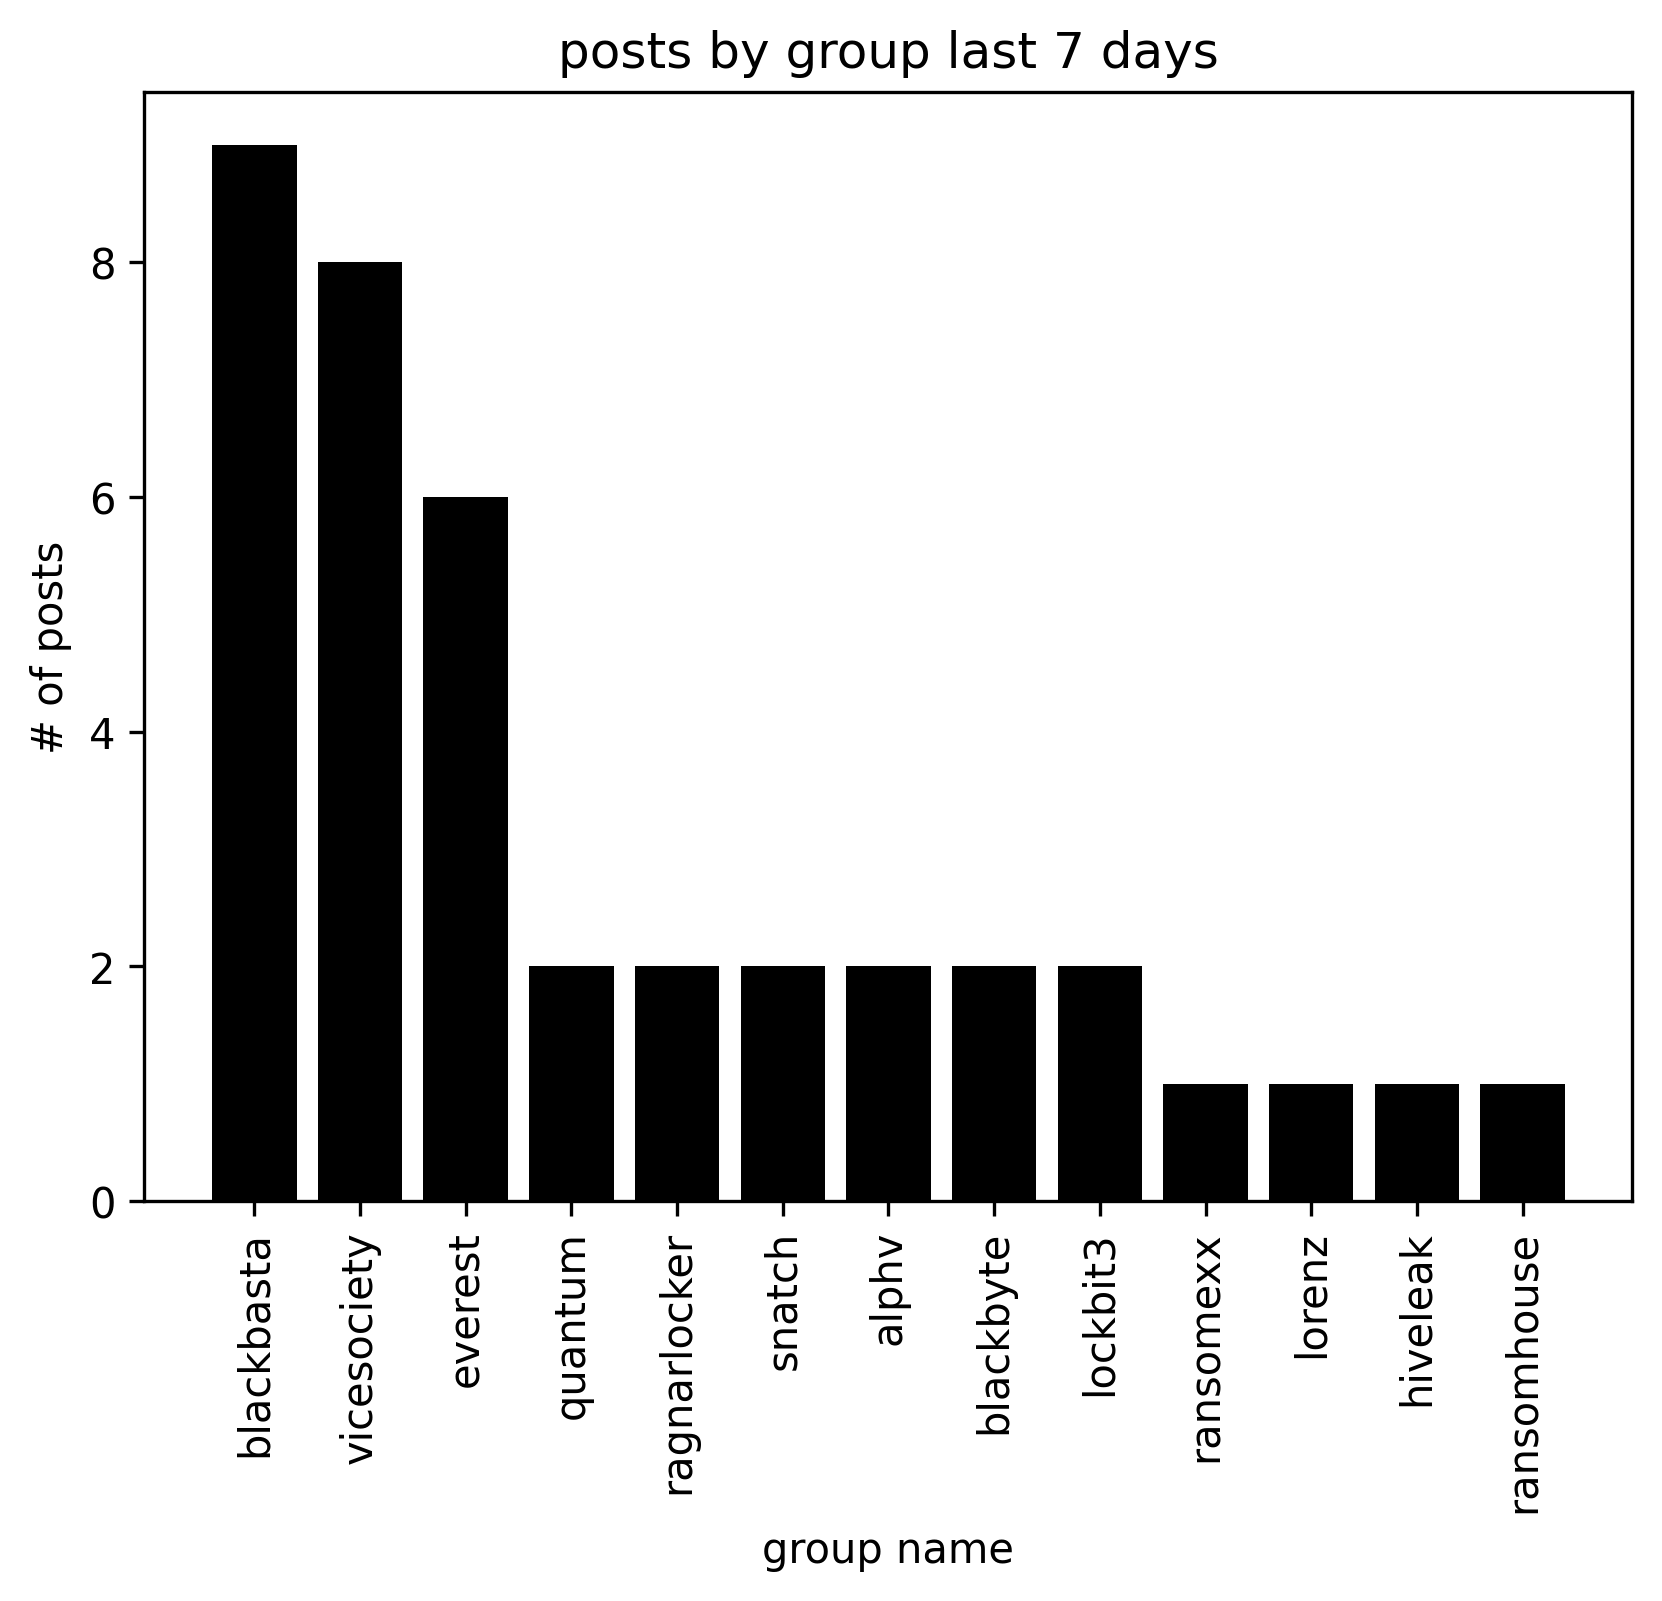 posts by group last 7 days
# of posts
8
6
4
2
0
blackbasta
vicesociety
everest
quantum
ragnarlocker
snatch
alphv
blackbyte
lockbit3
ransomexx
lorenz
hiveleak
ransomhouse
group name